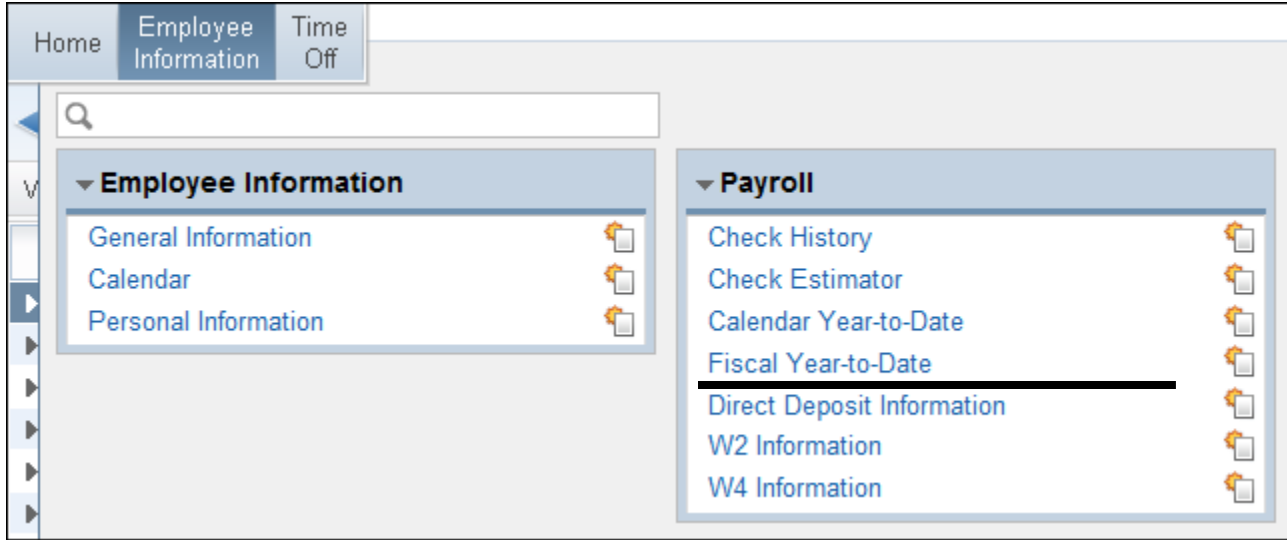 Home
Employee
Information
Time
Off
V
Employee Information
General Information
Calendar
Personal Information
Payroll
Check History
Check Estimator
Calendar Year-to-Date
Fiscal Year-to-Date
Direct Deposit Information
W2 Information
W4 Information